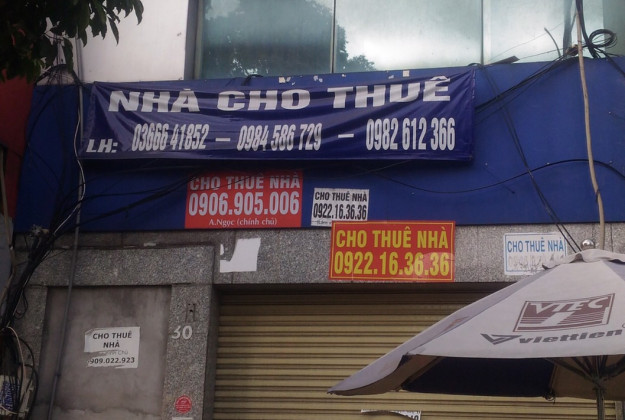 NHÀ CHO THUÊ
LH: 03666 41852 — 0984 586 729 — 0982 612 366
CHO THUÊ NHÀ
0906.905.006
A.Ngọc (chính chủ)
CHO THUÊ NHÀ
0922.16.36.36
CHO THUÊ NHÀ
0922.16.36.36
CHO THUÊ NHÀ
VIEC
Viettien
30
CHO THUÊ
NHÀ
909.022.923